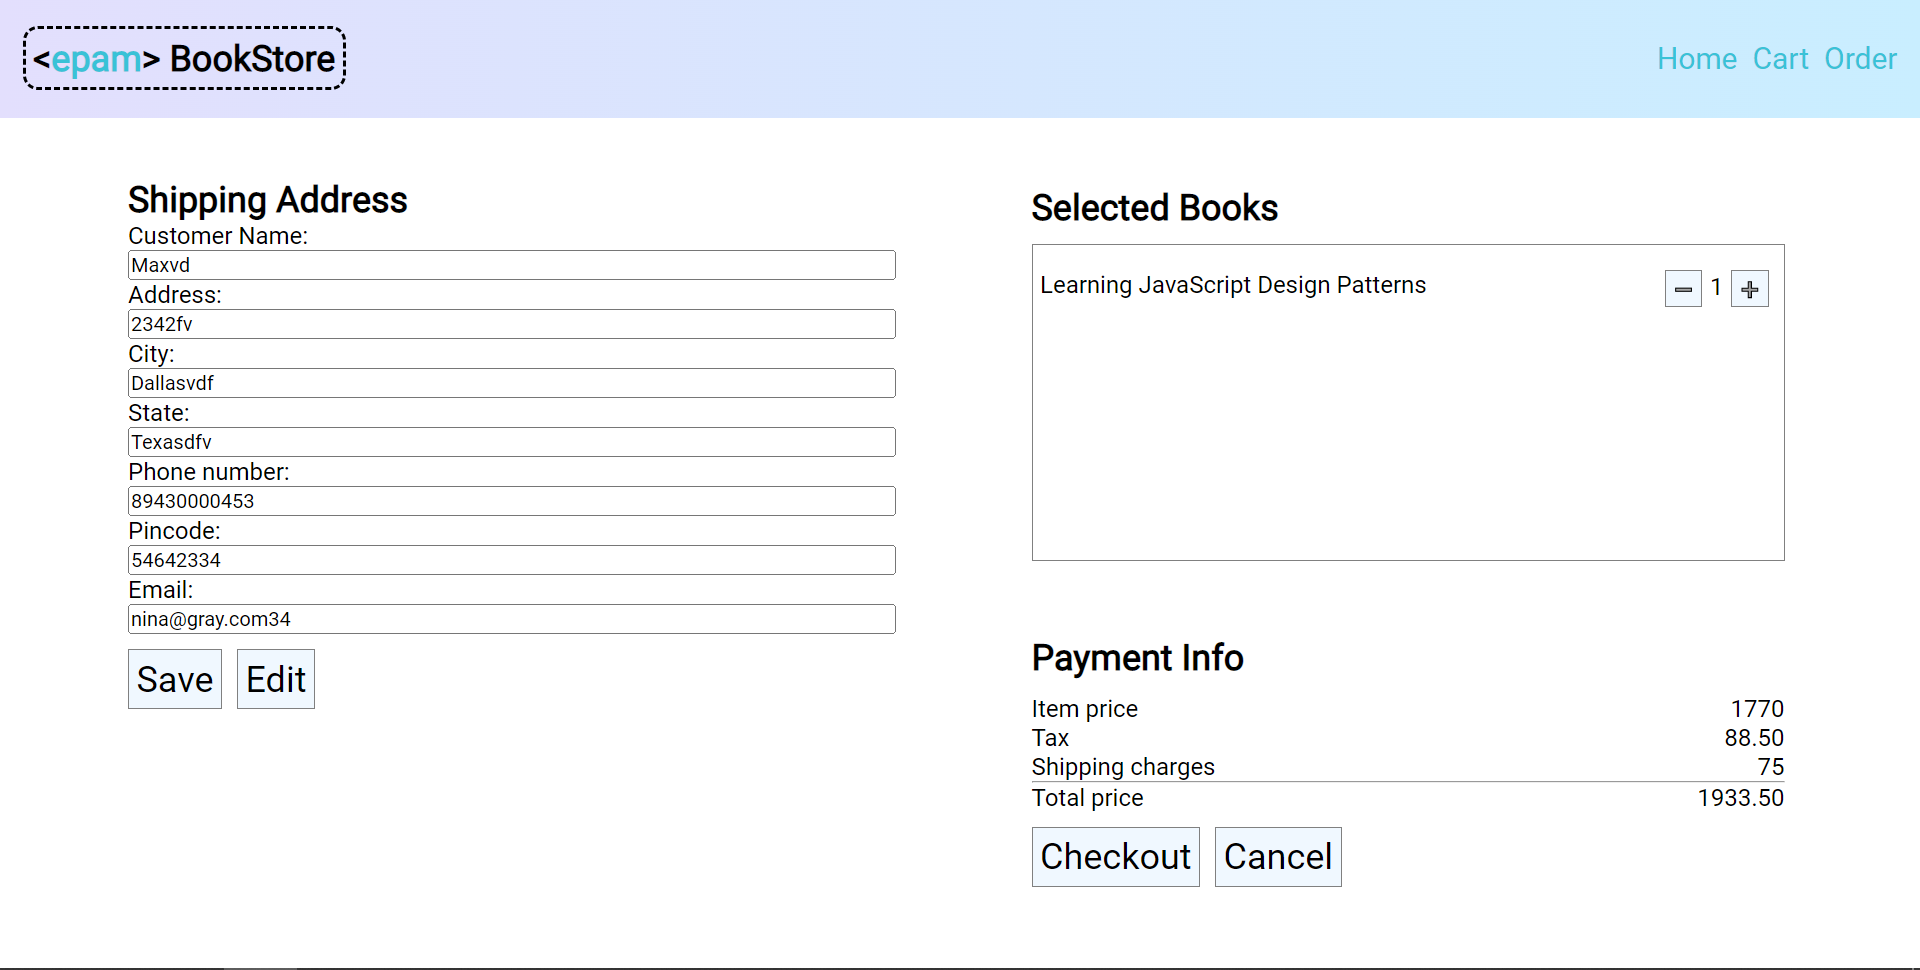 <epam> BookStore
Home Cart Order
Shipping Address
Customer Name:
Maxvd
Address:
2342fv
City:
Dallasvdf
State:
Texasdfv
Phone number:
89430000453
Pincode:
54642334
Email:
nina@gray.com34
Save Edit
Selected Books
Learning JavaScript Design Patterns 1
Payment Info
Item price 1770
Tax 88.50
Shipping charges 75
Total price 1933.50
Checkout Cancel